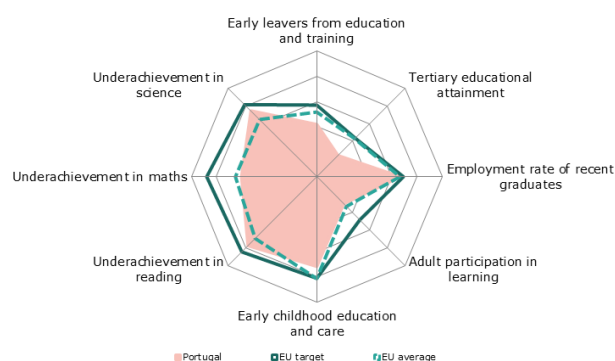 Early leavers from education
and training
Underachievement in
science
Tertiary educational
attainment
Underachievement in maths
Employment rate of recent
graduates
Underachievement in
reading
Adult participation in
learning
Early childhood education
and care
Portugal
EU target
EU average